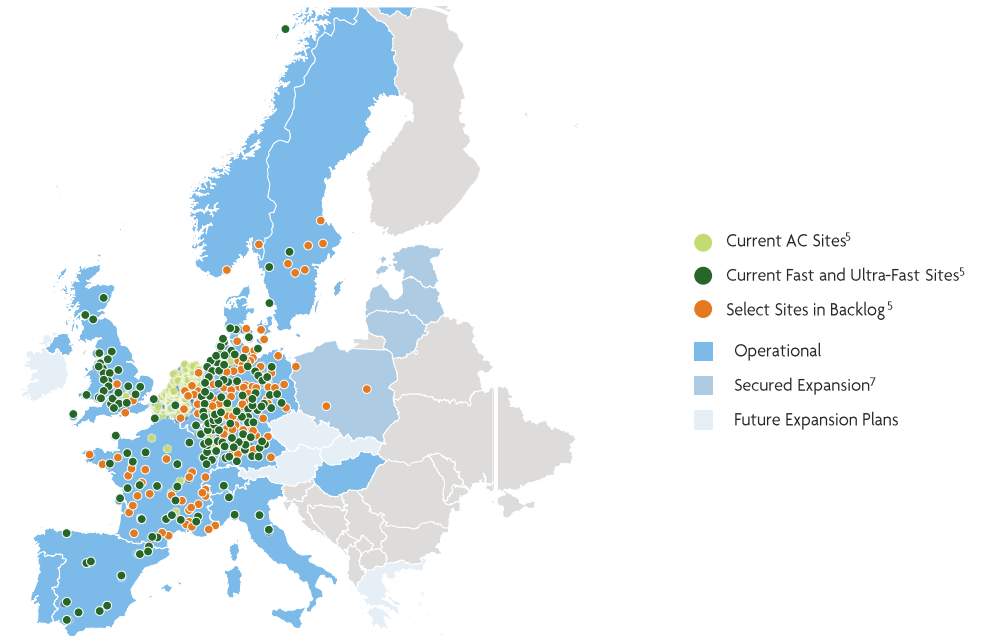 Current AC Sites5
Current Fast and Ultra-Fast Sites5
Select Sites in Backlog5
Operational
Secured Expansion7
Future Expansion Plans